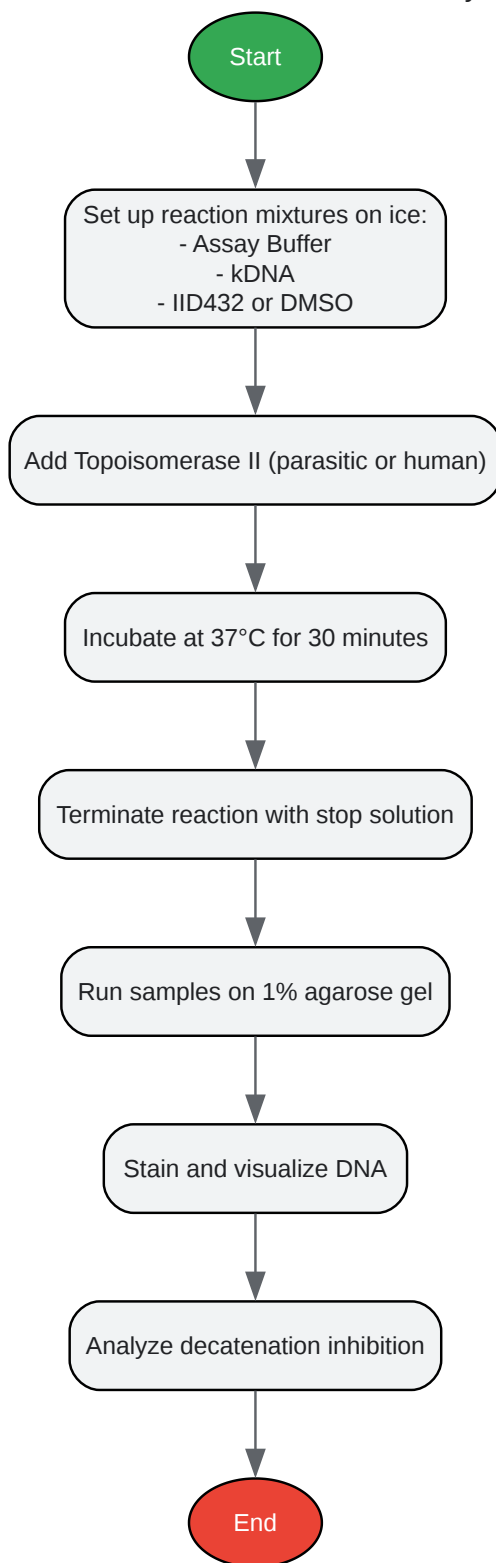 Start
Set up reaction mixtures on ice:
- Assay Buffer
- kDNA
- IID432 or DMSO
Add Topoisomerase II (parasitic or human)
Incubate at 37°C for 30 minutes
Terminate reaction with stop solution
Run samples on 1% agarose gel
Stain and visualize DNA
Analyze decatenation inhibition
End